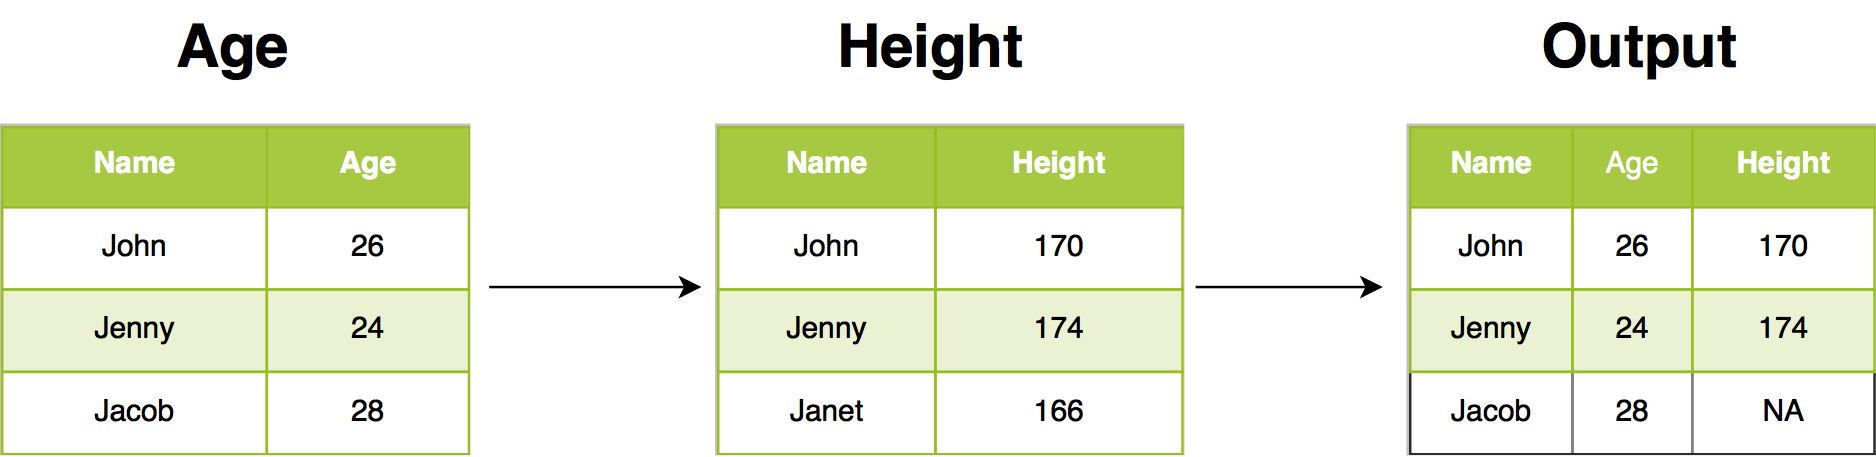 Age
Name Age
John 26
Jenny 24
Jacob 28
Height
Name Height
John 170
Jenny 174
Janet 166
Output
Name Age Height
John 26 170
Jenny 24 174
Jacob 28 NA